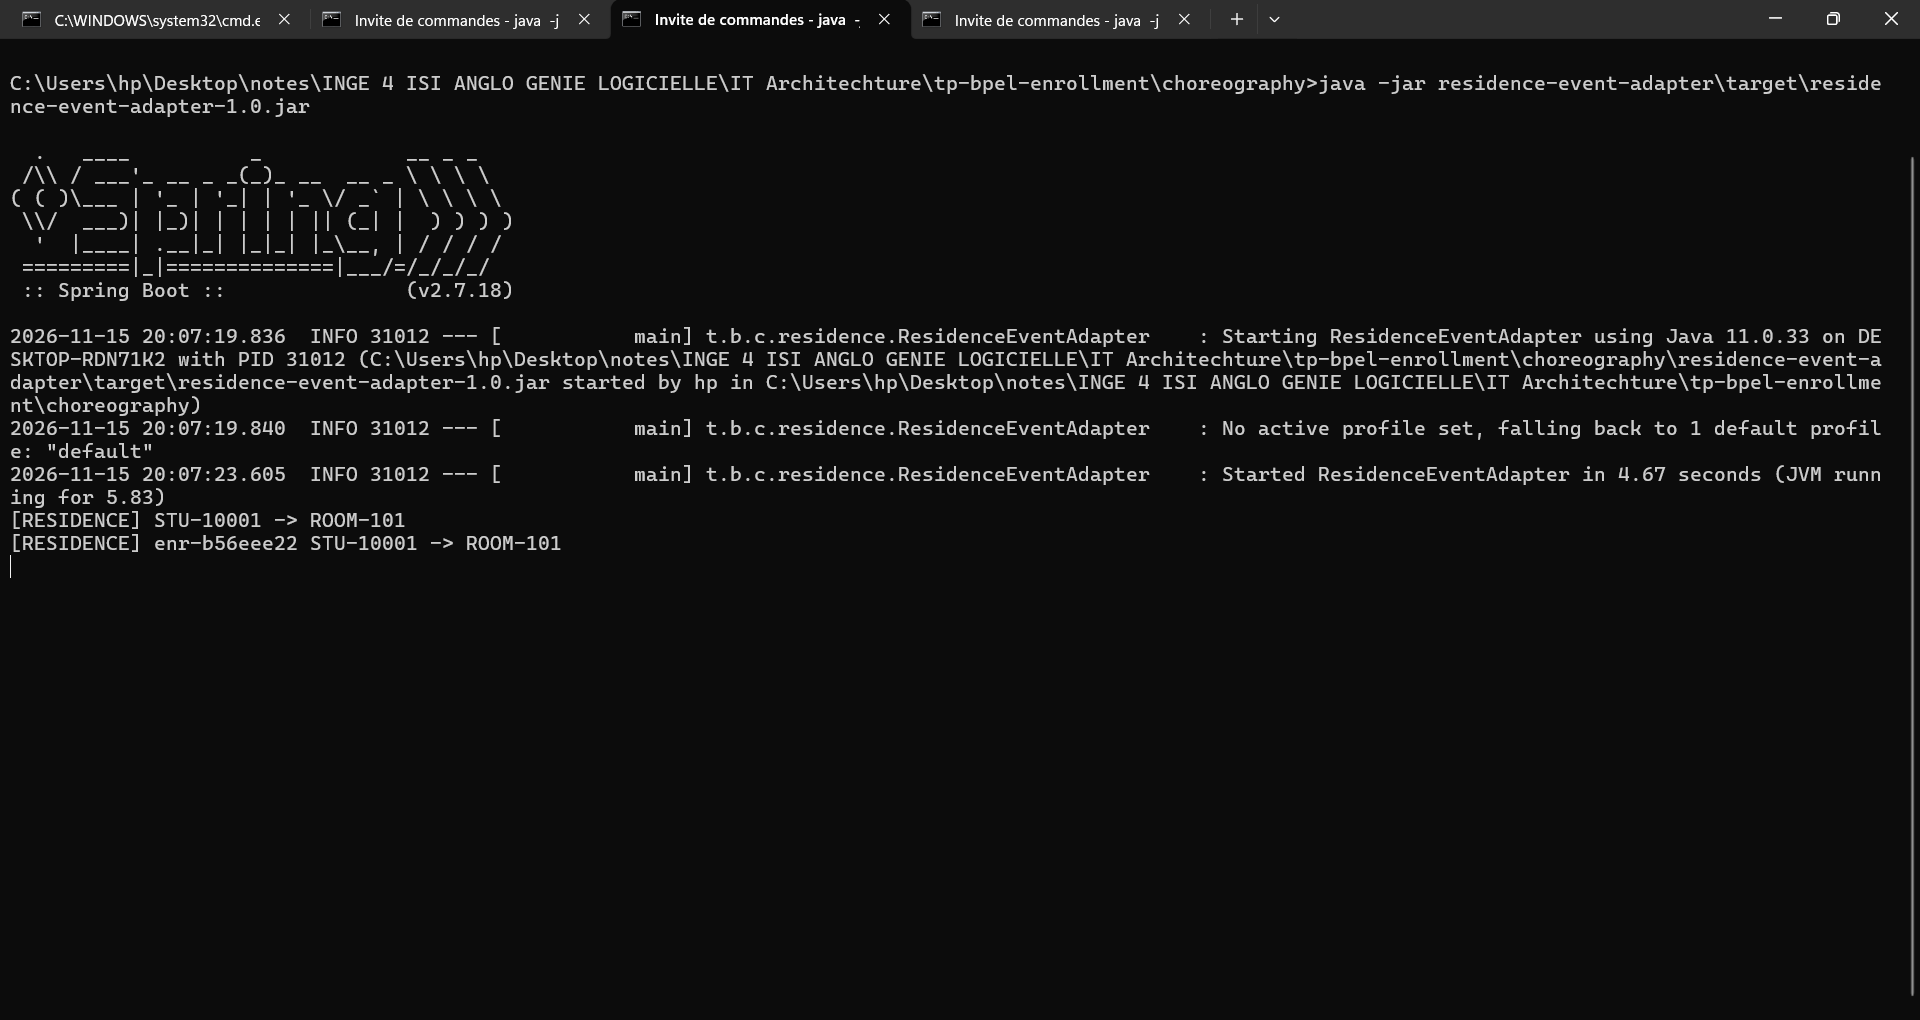 C:\WINDOWS\system32\cmd.e
Invite de commandes - java  -j
Invite de commandes - java  -
Invite de commandes - java  -j
C:\Users\hp\Desktop\notes\INGE 4 ISI ANGLO GENIE LOGICIELLE\IT Architechture\tp-bpel-enrollment\choreography>java -jar residence-event-adapter\target\reside
nce-event-adapter-1.0.jar
  .   ____          _            __ _ _
 /\\ / ___'_ __ _ _(_)_ __  __ _ \ \ \ \
( ( )\___ | '_ | '_| | '_ \/ _` | \ \ \ \
 \\/  ___)| |_)| | | | | || (_| |  ) ) ) )
  '  |____| .__|_| |_|_| |_\__, | / / / /
 =========|_|==============|___/=/_/_/_/
 :: Spring Boot ::               (v2.7.18)
2026-11-15 20:07:19.836  INFO 31012 --- [           main] t.b.c.residence.ResidenceEventAdapter    : Starting ResidenceEventAdapter using Java 11.0.33 on DE
SKTOP-RDN71K2 with PID 31012 (C:\Users\hp\Desktop\notes\INGE 4 ISI ANGLO GENIE LOGICIELLE\IT Architechture\tp-bpel-enrollment\choreography\residence-event-a
dapter\target\residence-event-adapter-1.0.jar started by hp in C:\Users\hp\Desktop\notes\INGE 4 ISI ANGLO GENIE LOGICIELLE\IT Architechture\tp-bpel-enrollme
nt\choreography)
2026-11-15 20:07:19.840  INFO 31012 --- [           main] t.b.c.residence.ResidenceEventAdapter    : No active profile set, falling back to 1 default profil
e: "default"
2026-11-15 20:07:23.605  INFO 31012 --- [           main] t.b.c.residence.ResidenceEventAdapter    : Started ResidenceEventAdapter in 4.67 seconds (JVM runn
ing for 5.83)
[RESIDENCE] STU-10001 -> ROOM-101
[RESIDENCE] enr-b56eee22 STU-10001 -> ROOM-101